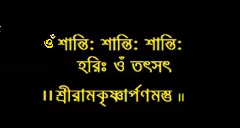 ওঁ শান্তি: শান্তি: শান্তি:
হরিঃ ওঁ তৎসৎ
।। শ্রীরামকৃষ্ণার্পণমস্তু ॥